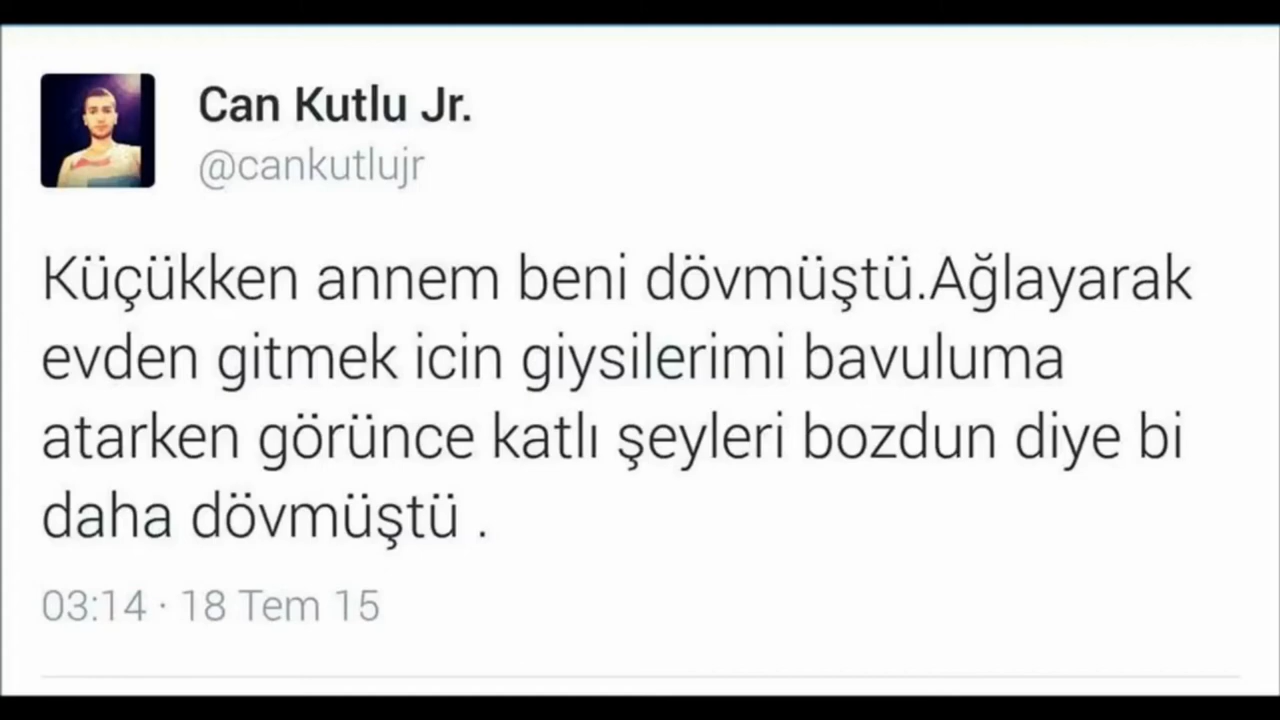 Can Kutlu Jr.
@cankutlujr
Küçükken annem beni dövmüştü.Ağlayarak
evden gitmek icin giysilerimi bavuluma
atarken görünce katlı şeyleri bozdun diye bi
daha dövmüştü .
03:14 · 18 Tem 15